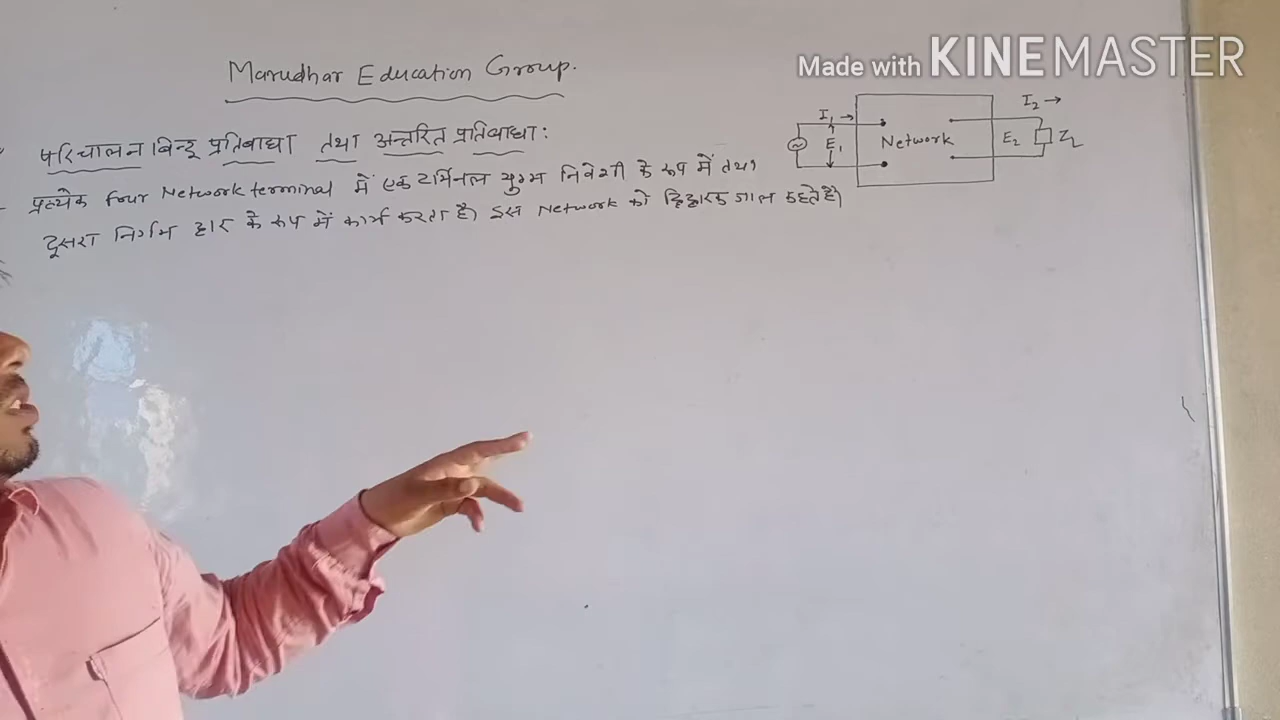 Marudhar Education Group.
Made with KINEMASTER
परिचालन बिन्दू प्रतिबाधा तथा अन्तरित प्रतिबाधा:
प्रत्येक four Network terminal में एक टर्मिनल युग्म निवेशी के रूप में तथा
दूसरा निर्गम द्वार के रूप में कार्य करता है। इस Network को द्विद्वारक जाल कहते है।
I₁ →
E₁
Network
I₂ →
E₂
Z_L